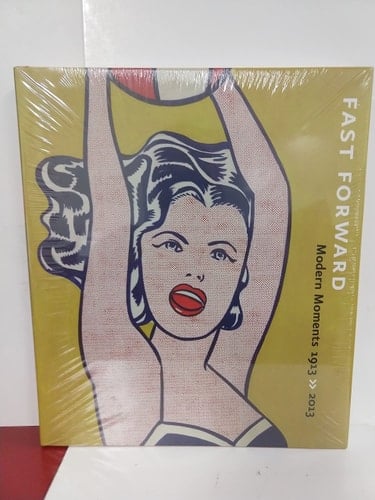 FAST FORWARD
Modern Moments 1913 >> 2013